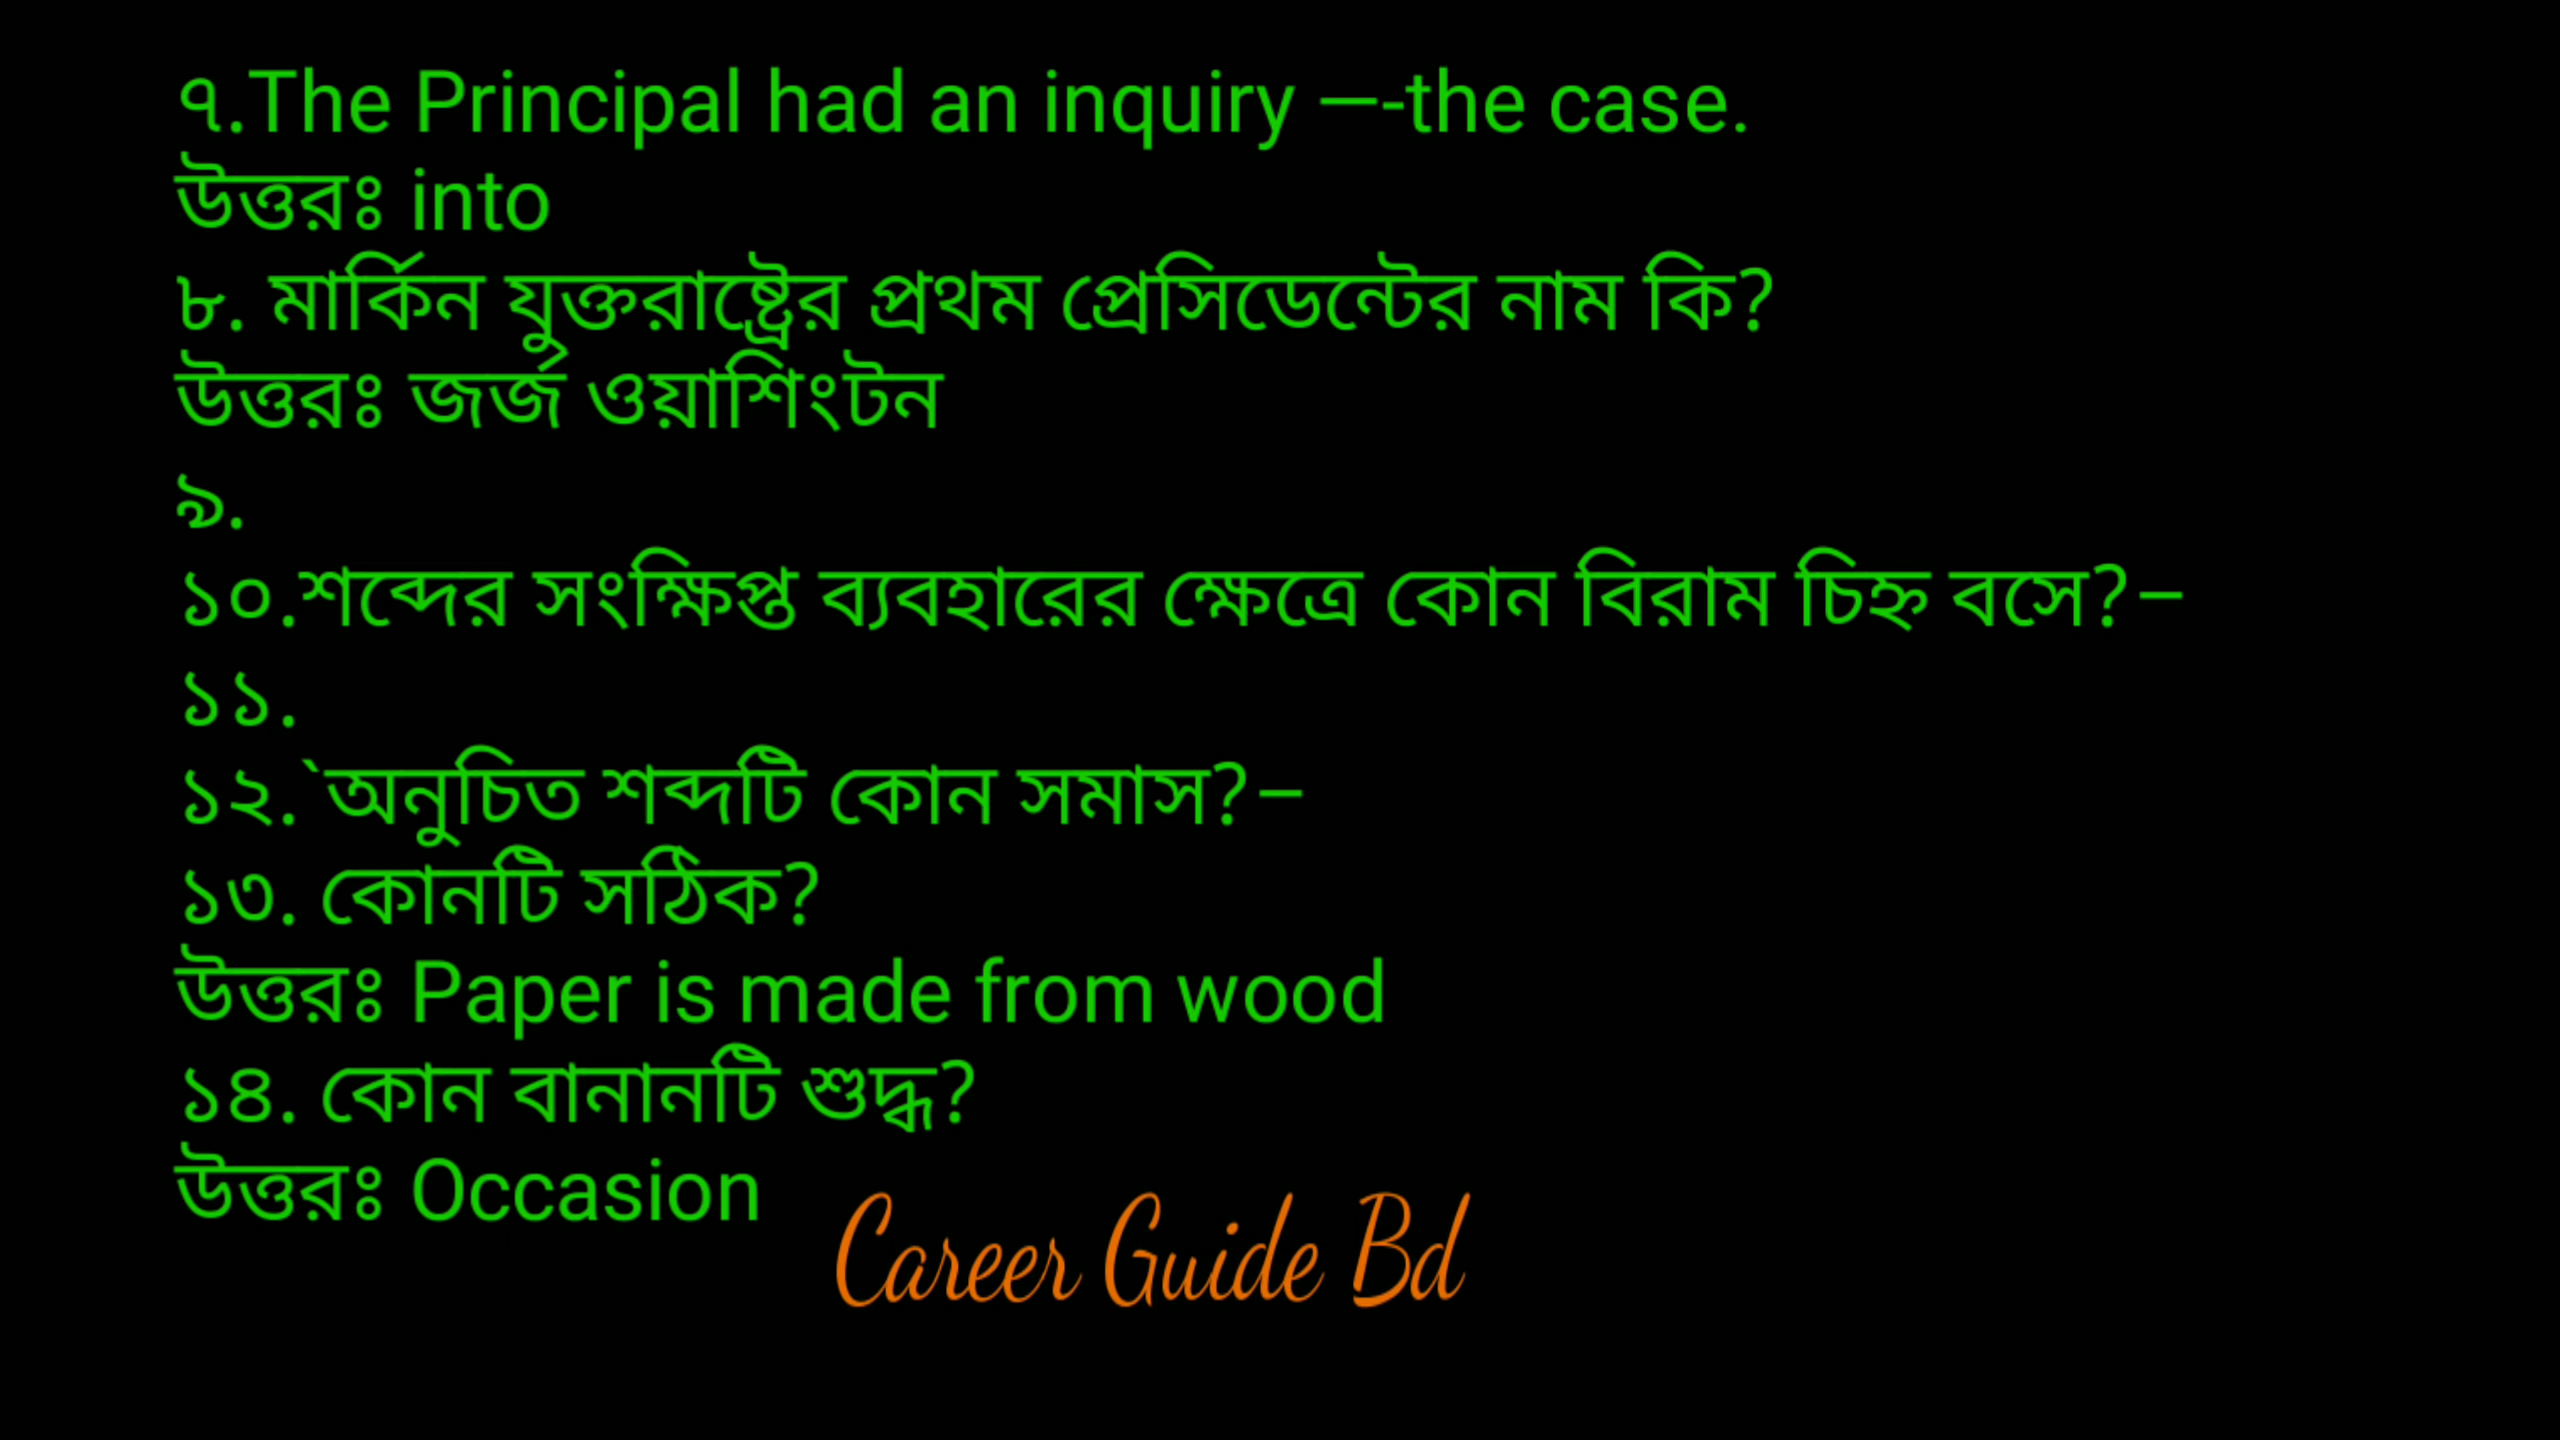 ৭.The Principal had an inquiry —-the case.
উত্তরঃ into
৮. মার্কিন যুক্তরাষ্ট্রের প্রথম প্রেসিডেন্টের নাম কি?
উত্তরঃ জর্জ ওয়াশিংটন
৯.
১০.শব্দের সংক্ষিপ্ত ব্যবহারের ক্ষেত্রে কোন বিরাম চিহ্ন বসে?–
১১.
১২.`অনুচিত শব্দটি কোন সমাস?–
১৩. কোনটি সঠিক?
উত্তরঃ Paper is made from wood
১৪. কোন বানানটি শুদ্ধ?
উত্তরঃ Occasion
Career Guide Bd